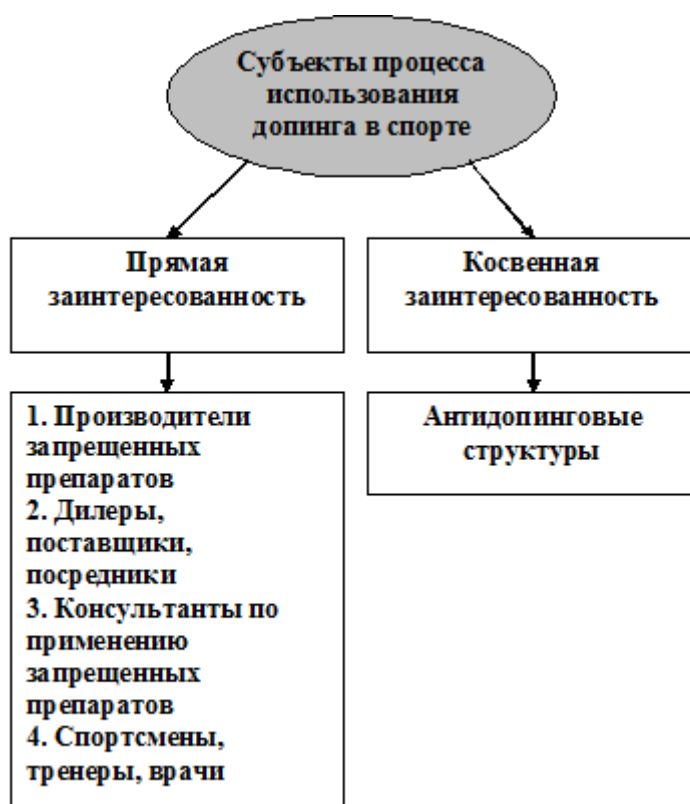 Субъекты процесса
использования
допинга в спорте
Прямая
заинтересованность
Косвенная
заинтересованность
1. Производители
запрещенных
препаратов
2. Дилеры,
поставщики,
посредники
3. Консультанты по
применению
запрещенных
препаратов
4. Спортсмены,
тренеры, врачи
Антидопинговые
структуры